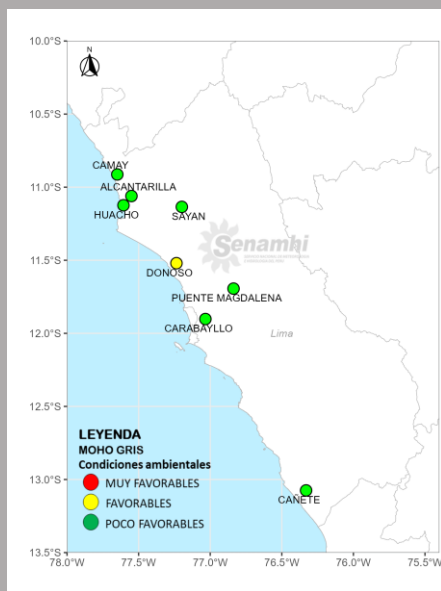 10.0°S
N
10.5°S
CAMAY
11.0°S
ALCANTARILLA
HUACHO
SAYAN
Senamhi
11.5°S
DONOSO
PUENTE MAGDALENA
CARABAYLLO
12.0°S
Lima
12.5°S
LEYENDA
MOHO GRIS
Condiciones ambientales
13.0°S
MUY FAVORABLES
CAÑETE
FAVORABLES
POCO FAVORABLES
13.5°S
78.0°W 77.5°W 77.0°W 76.5°W 76.0°W 75.5°W